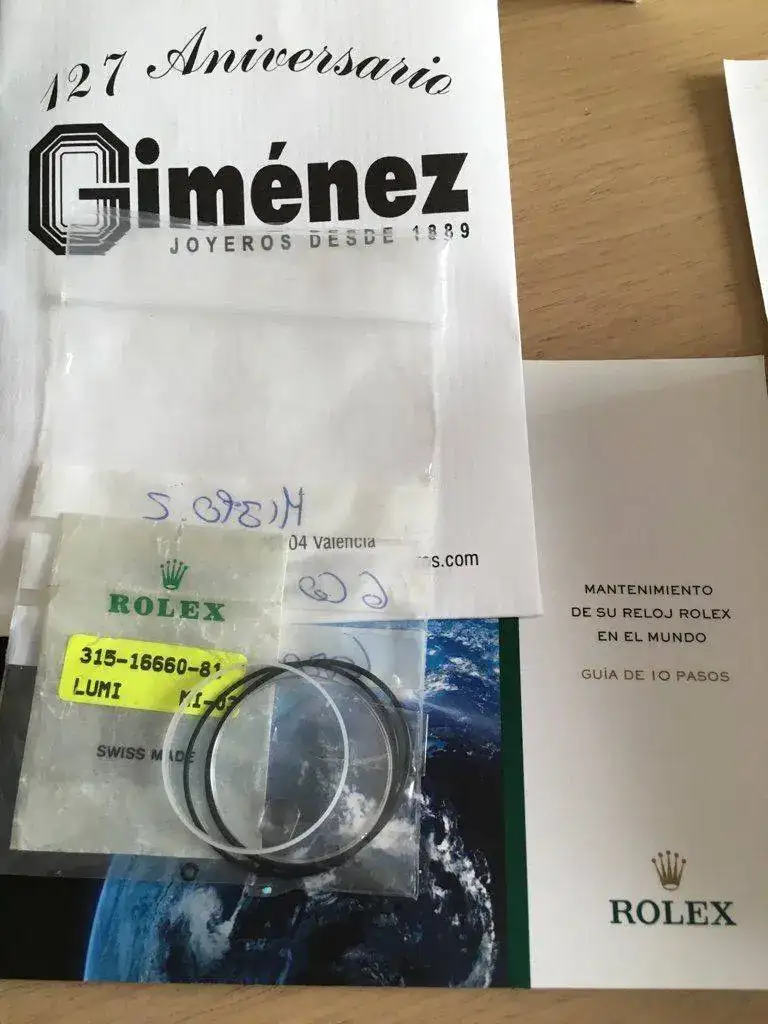 127 Aniversario
Giménez
JOYEROS DESDE 1889
04 Valencia
s.com
ROLEX
315-16660-81
LUMI
SWISS MADE
MANTENIMIENTO
DE SU RELOJ ROLEX
EN EL MUNDO
GUÍA DE 10 PASOS
ROLEX